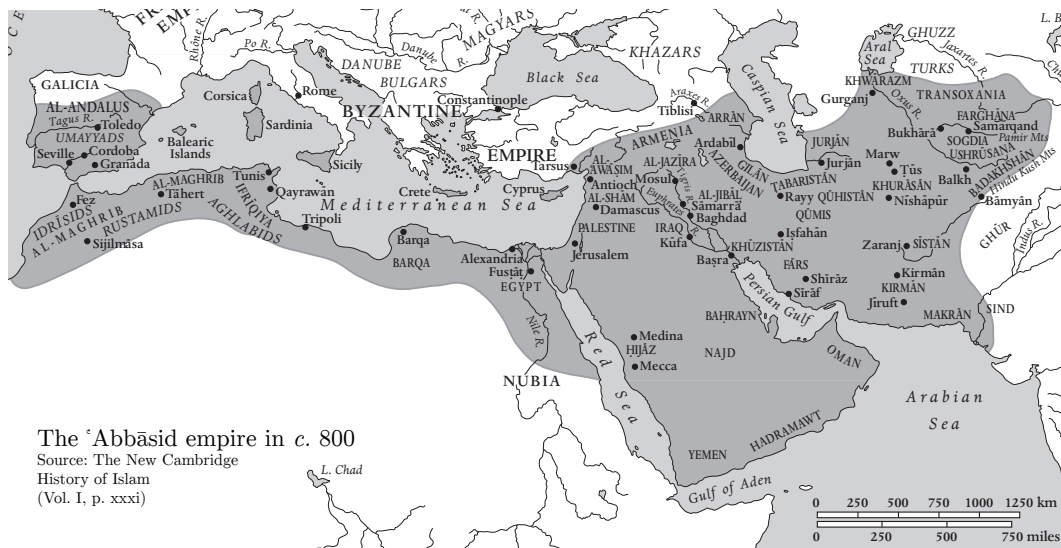 FR
EMP
Rhône R.
Po R.
Danube R.
MAGYARS
DANUBE
BULGARS
KHAZARS
Black Sea
Caspian Sea
Aral Sea
GHUZZ
Jaxartes R.
TURKS
L. B
GALICIA
AL-ANDALUS
Tagus R.
Toledo
UMAYYADS
Cordoba
Seville
Granada
Corsica
Rome
Sardinia
Balearic Islands
Sicily
BYZANTINE
EMPIRE
Constantinople
Crete
Cyprus
Mediterranean Sea
Tarsus
AL-ʿAWĀṢIM
Antioch
AL-SHĀM
Damascus
PALESTINE
Jerusalem
Araxes R.
Tiblisi
ARRĀN
ARMENIA
Ardabīl
AZERBAIJAN
GĪLĀN
AL-JAZĪRA
Mosul
Tigris R.
Euphrates
AL-JIBĀL
Sāmarrā
Baghdad
IRAQ
Kūfa
Baṣra
KHŪZISTĀN
JURJĀN
Jurjān
TABARISTĀN
Rayy
QŪHISTĀN
QŪMIS
Iṣfahān
FĀRS
Shīrāz
Sīrāf
Persian Gulf
KHWARAZM
Gurganj
Oxus R.
TRANSOXANIA
FARGHĀNA
Bukhārā
Sāmarqand
SOGDIA
Pamir Mts
USHRŪSANA
Marw
Ṭūs
Balkh
BADAKHSHĀN
Hindu Kush Mts
KHURĀSĀN
Nīshāpūr
Bāmyān
GHŪR
Indus R.
Zaranj
SĪSTĀN
Kirmān
KIRMĀN
Jīruft
MAKRĀN
SIND
Fez
IDRĪSIDS
AL-MAGHRIB
Sijilmāsa
AL-MAGHRIB
Tāhert
RUSTAMIDS
Tunis
Qayrawān
IFRĪQIYA
AGHLABIDS
Tripoli
Barqa
BARQA
Alexandria
Fusṭāṭ
EGYPT
Nile R.
NUBIA
Red Sea
Medina
ḤIJĀZ
Mecca
NAJD
BAḤRAYN
OMAN
HADRAMAWT
YEMEN
Gulf of Aden
Arabian Sea
L. Chad
The ʿAbbāsid empire in c. 800
Source: The New Cambridge
History of Islam
(Vol. I, p. xxxi)
0 250 500 750 1000 1250 km
0 250 500 750 miles